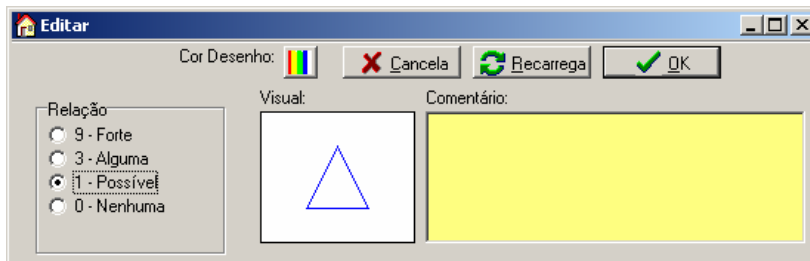 Editar
Cor Desenho:
Cancela
Recarrega
OK
Relação
9 - Forte
3 - Alguma
1 - Possível
0 - Nenhuma
Visual:
Comentário: